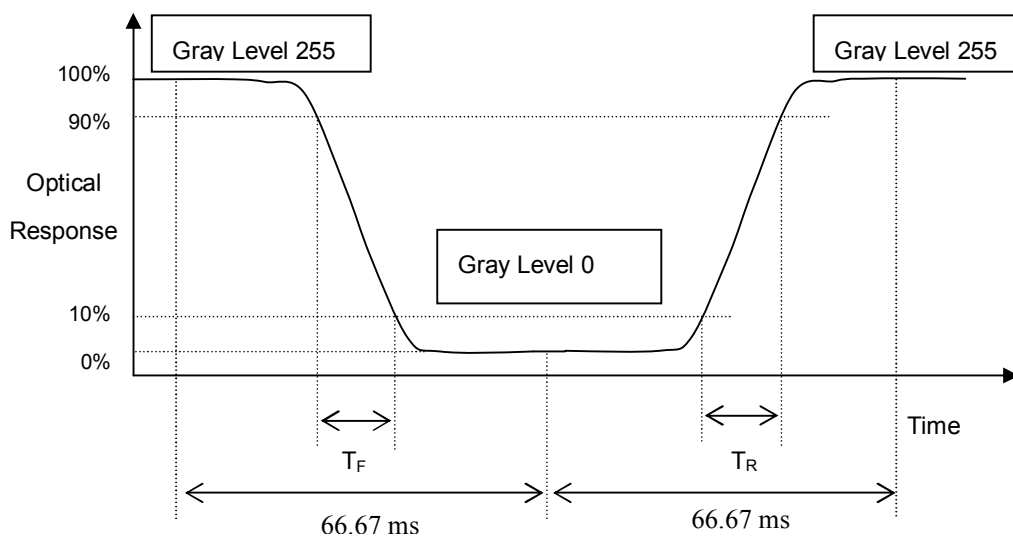 Gray Level 255
Gray Level 255
100%
90%
Optical
Response
Gray Level 0
10%
0%
Time
TF
TR
66.67 ms
66.67 ms